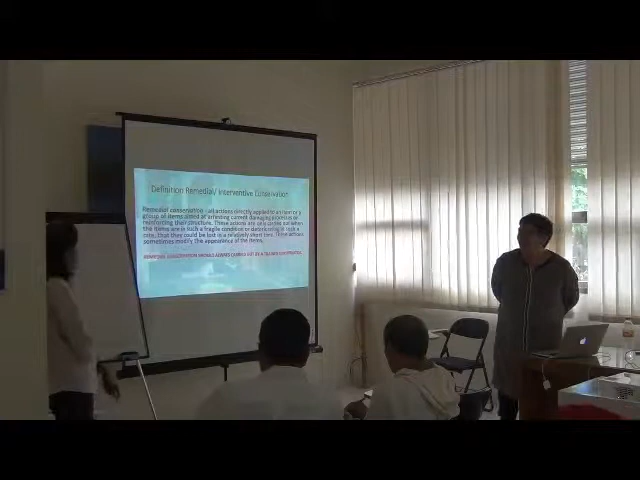 Definition Remedial/ Interventive Conservation
Remedial conservation - all actions directly applied to an item or a
group of items aimed at arresting current damaging processes or
reinforcing their structure. These actions are only carried out when
the items are in such a fragile condition or deteriorating at such a
rate, that they could be lost in a relatively short time. These actions
sometimes modify the appearance of the items.
REMEDIAL CONSERVATION SHOULD ALWAYS CARRIED OUT BY A TRAINED CONSERVATOR